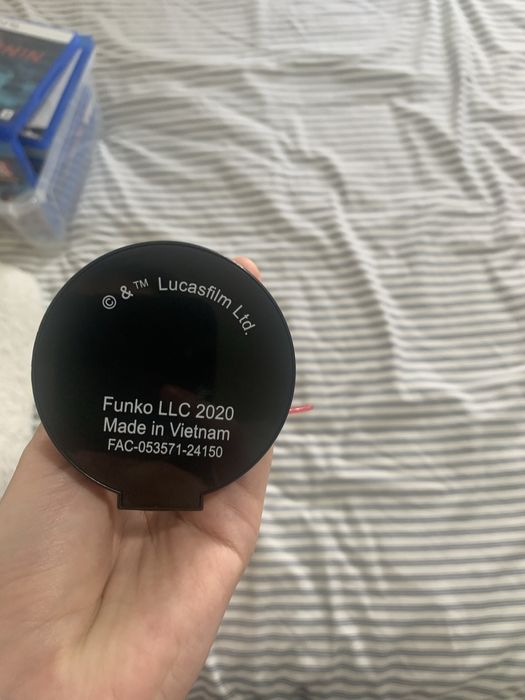 © & ™ Lucasfilm Ltd.
Funko LLC 2020
Made in Vietnam
FAC-053571-24150